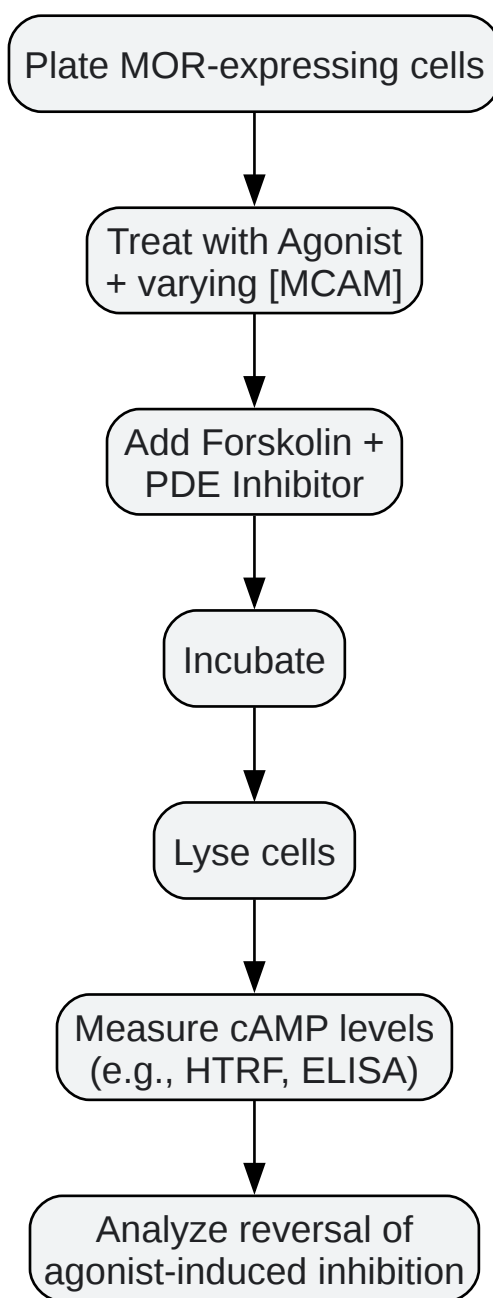 Plate MOR-expressing cells
Treat with Agonist
+ varying [MCAM]
Add Forskolin +
PDE Inhibitor
Incubate
Lyse cells
Measure cAMP levels
(e.g., HTRF, ELISA)
Analyze reversal of
agonist-induced inhibition